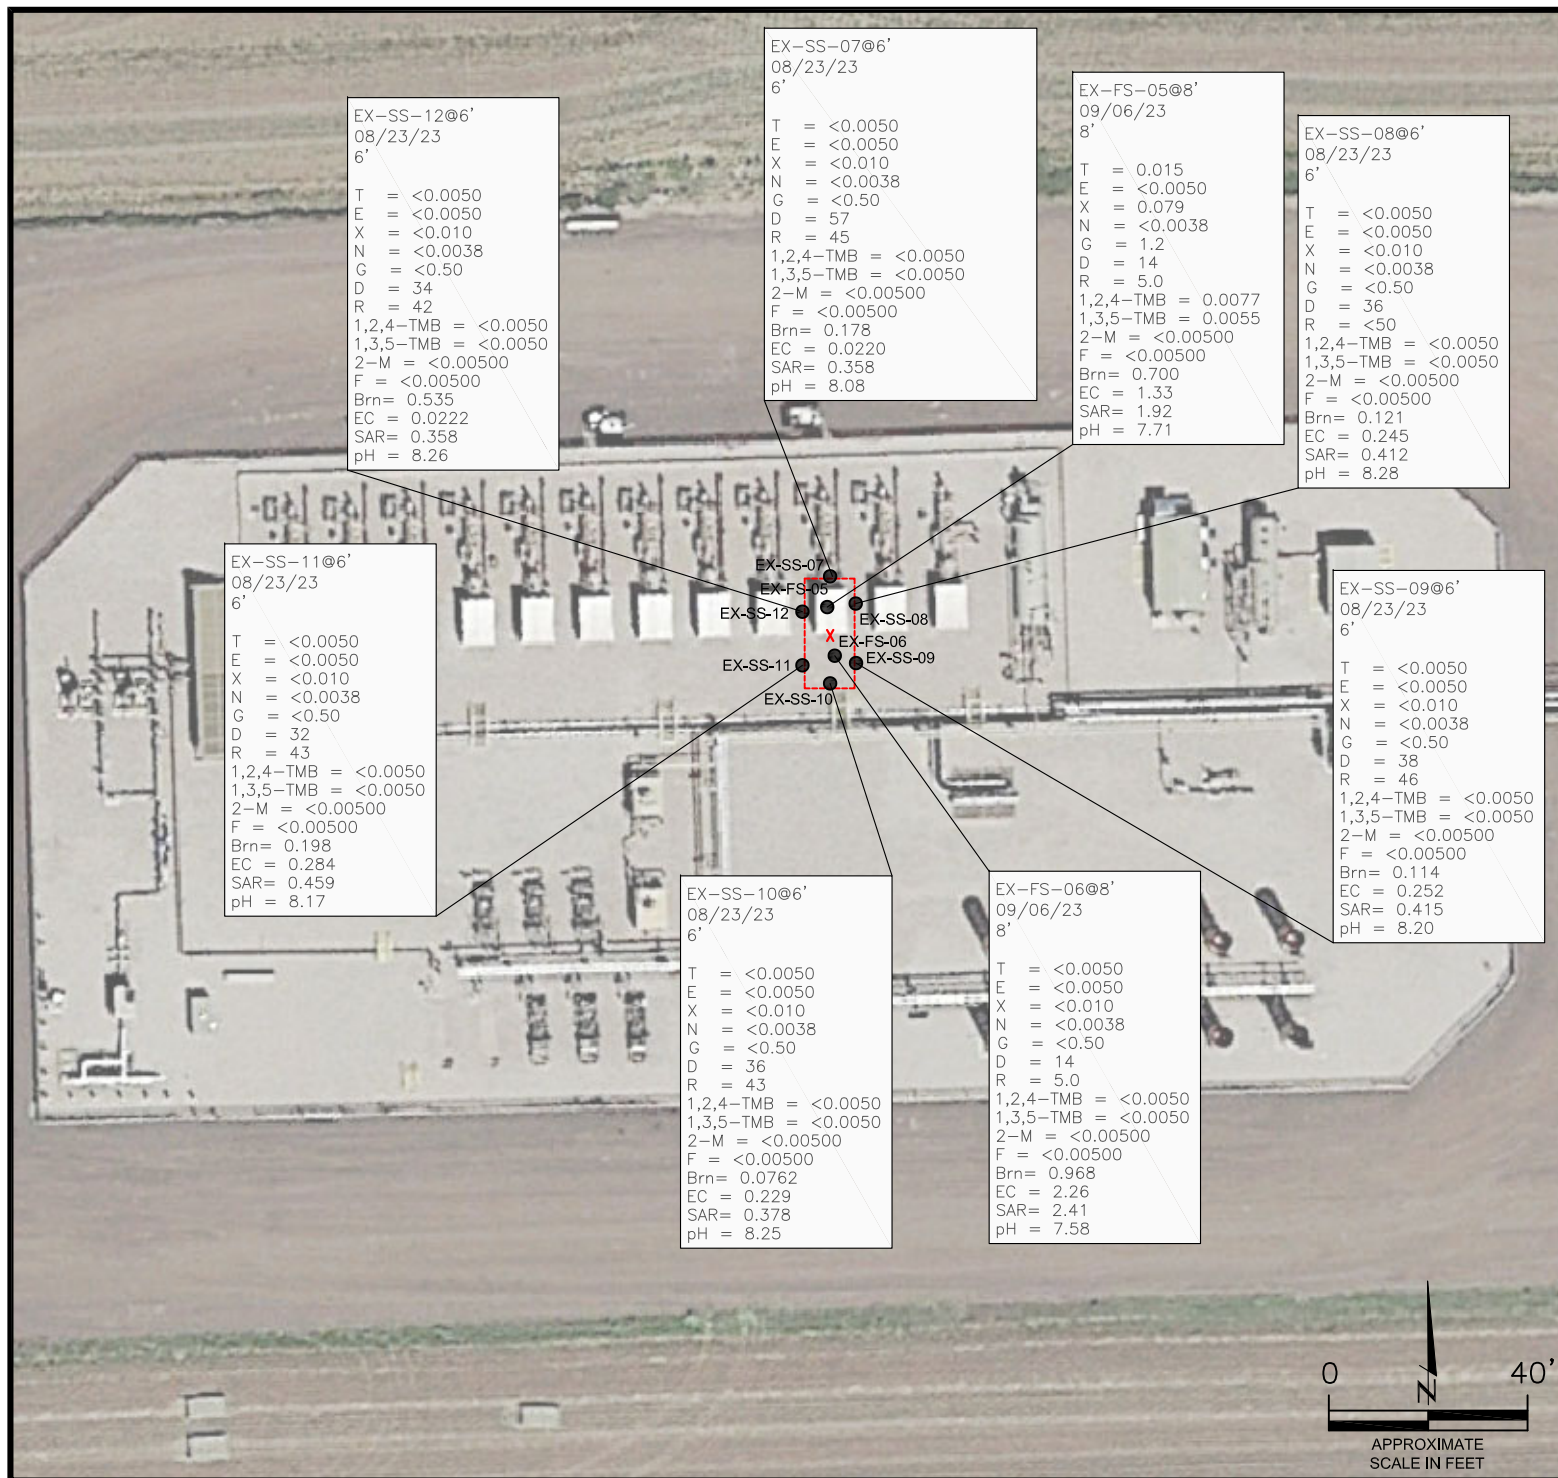 EX-SS-07@6'
08/23/23
6'
T = <0.0050
E = <0.0050
X = <0.010
N = <0.0038
G = <0.50
D = 57
R = 45
1,2,4-TMB = <0.0050
1,3,5-TMB = <0.0050
2-M = <0.00500
F = <0.00500
Brn= 0.178
EC = 0.0220
SAR= 0.358
pH = 8.08
EX-FS-05@8'
09/06/23
8'
T = 0.015
E = <0.0050
X = 0.079
N = <0.0038
G = 1.2
D = 14
R = 5.0
1,2,4-TMB = 0.0077
1,3,5-TMB = 0.0055
2-M = <0.00500
F = <0.00500
Brn= 0.700
EC = 1.33
SAR= 1.92
pH = 7.71
EX-SS-12@6'
08/23/23
6'
T = <0.0050
E = <0.0050
X = <0.010
N = <0.0038
G = <0.50
D = 34
R = 42
1,2,4-TMB = <0.0050
1,3,5-TMB = <0.0050
2-M = <0.00500
F = <0.00500
Brn= 0.535
EC = 0.0222
SAR= 0.358
pH = 8.26
EX-SS-08@6'
08/23/23
6'
T = <0.0050
E = <0.0050
X = <0.010
N = <0.0038
G = <0.50
D = 36
R = <50
1,2,4-TMB = <0.0050
1,3,5-TMB = <0.0050
2-M = <0.00500
F = <0.00500
Brn= 0.121
EC = 0.245
SAR= 0.412
pH = 8.28
EX-SS-11@6'
08/23/23
6'
T = <0.0050
E = <0.0050
X = <0.010
N = <0.0038
G = <0.50
D = 32
R = 43
1,2,4-TMB = <0.0050
1,3,5-TMB = <0.0050
2-M = <0.00500
F = <0.00500
Brn= 0.198
EC = 0.284
SAR= 0.459
pH = 8.17
EX-SS-07
EX-FS-05
EX-SS-12
EX-SS-08
X
EX-FS-06
EX-SS-11
EX-SS-09
EX-SS-10
EX-SS-09@6'
08/23/23
6'
T = <0.0050
E = <0.0050
X = <0.010
N = <0.0038
G = <0.50
D = 38
R = 46
1,2,4-TMB = <0.0050
1,3,5-TMB = <0.0050
2-M = <0.00500
F = <0.00500
Brn= 0.114
EC = 0.252
SAR= 0.415
pH = 8.20
EX-SS-10@6'
08/23/23
6'
T = <0.0050
E = <0.0050
X = <0.010
N = <0.0038
G = <0.50
D = 36
R = 43
1,2,4-TMB = <0.0050
1,3,5-TMB = <0.0050
2-M = <0.00500
F = <0.00500
Brn= 0.0762
EC = 0.229
SAR= 0.378
pH = 8.25
EX-FS-06@8'
09/06/23
8'
T = <0.0050
E = <0.0050
X = <0.010
N = <0.0038
G = <0.50
D = 14
R = 5.0
1,2,4-TMB = <0.0050
1,3,5-TMB = <0.0050
2-M = <0.00500
F = <0.00500
Brn= 0.968
EC = 2.26
SAR= 2.41
pH = 7.58
0 40'
N
APPROXIMATE
SCALE IN FEET